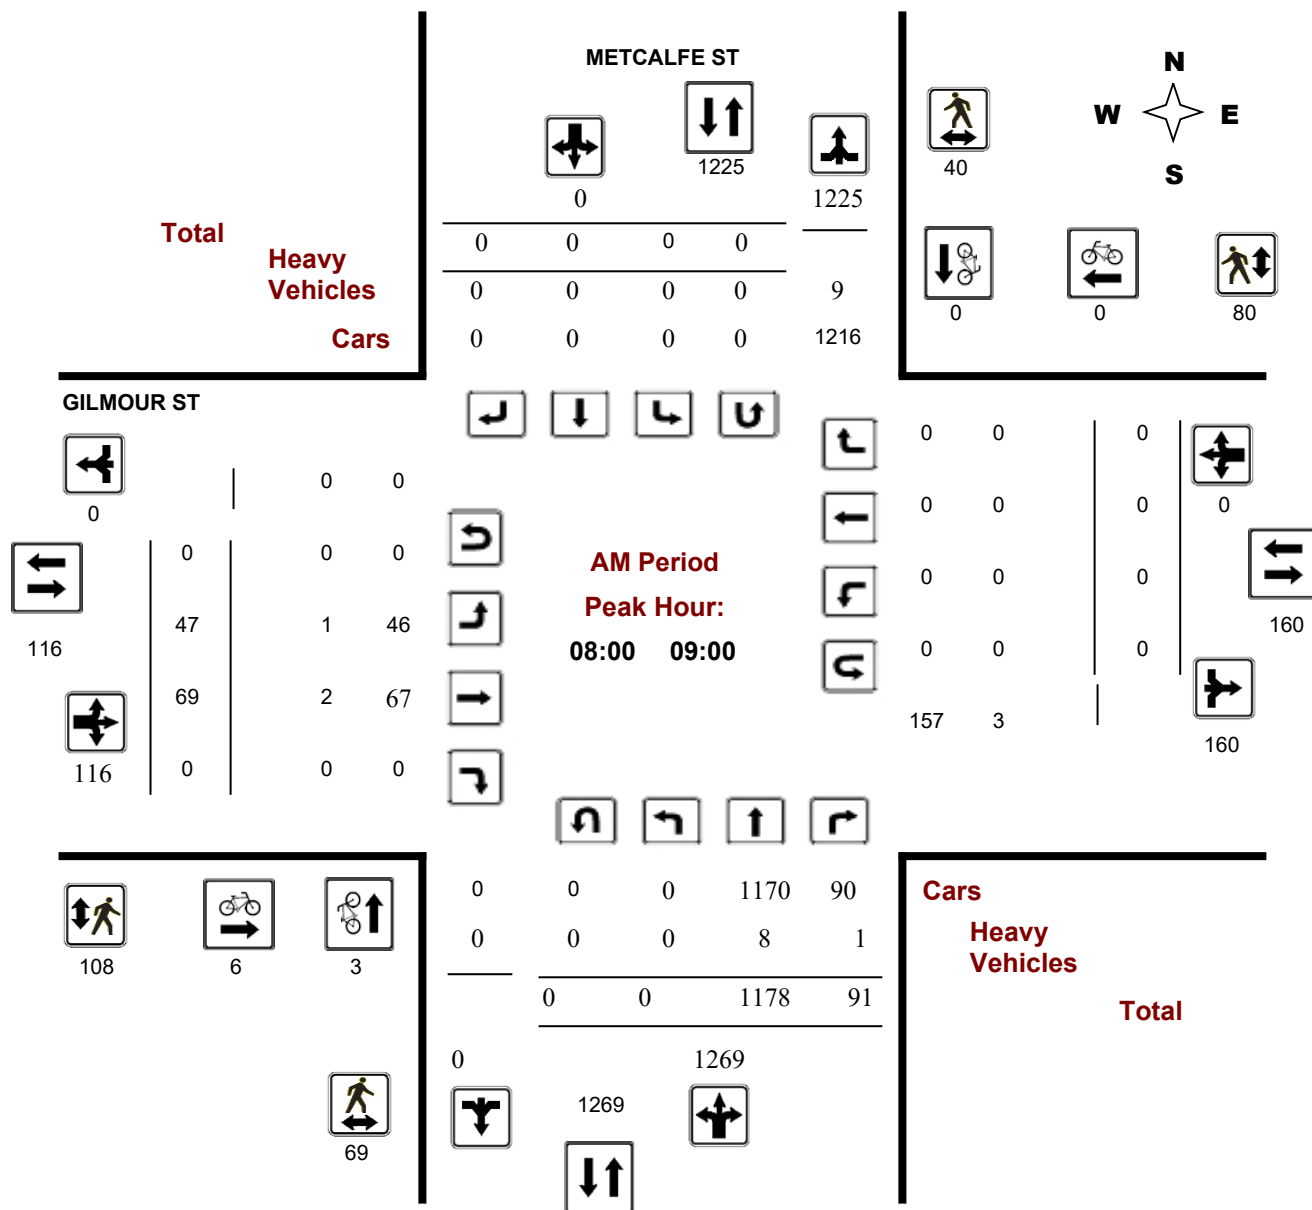 METCALFE ST
N
W E
S
1225
40
0 1225
Total
0 0 0 0
Heavy
Vehicles
0 0 0 0 9
0 0 80
Cars
0 0 0 0 1216
GILMOUR ST
0 0 0
0 0
0
0 0 0 0
0 0 0
AM Period
0 0 0
Peak Hour:
47 1 46
116
160
08:00 09:00
0 0 0
69 2 67
157 3
160
116
0 0 0
0 0 0 1170 90
Cars
0 0 0 8 1
Heavy
Vehicles
108 6 3
0 0 1178 91
Total
0 1269
1269
69